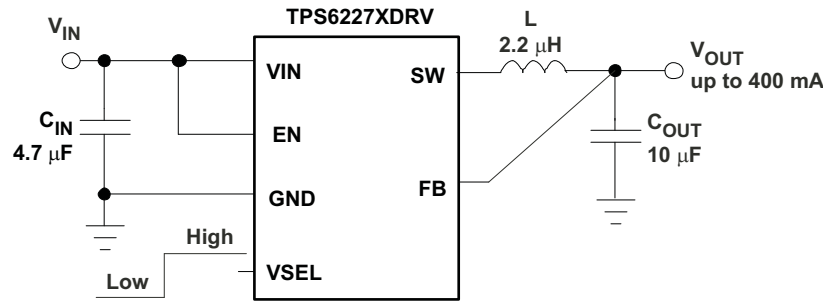 TPS6227XDRV
L
2.2 μH
VIN
VOUT
up to 400 mA
VIN
SW
CIN
4.7 μF
EN
COUT
10 μF
GND
FB
High
Low
VSEL